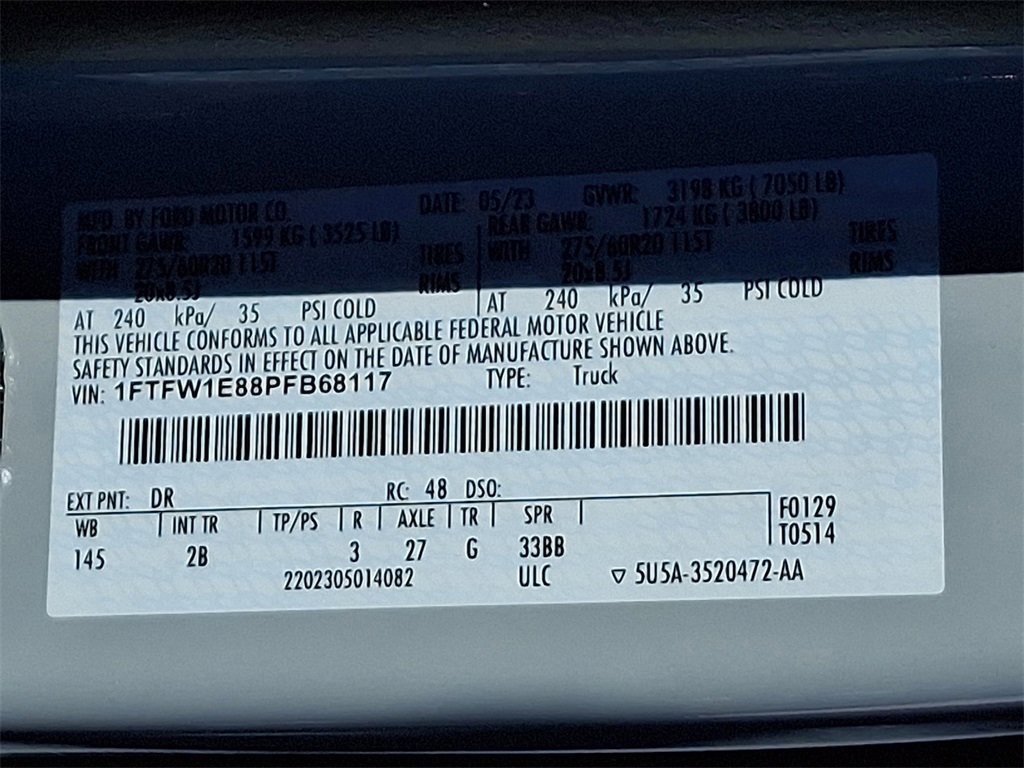 MFD. BY FORD MOTOR CO. DATE: 05/23 GVWR: 3198 KG ( 7050 LB)
FRONT GAWR: 1599 KG ( 3525 LB) REAR GAWR: 1724 KG ( 3800 LB)
WITH 275/60R20 115T TIRES WITH 275/60R20 115T TIRES
20x8.5J RIMS 20x8.5J RIMS
AT 240 kPa/ 35 PSI COLD AT 240 kPa/ 35 PSI COLD
THIS VEHICLE CONFORMS TO ALL APPLICABLE FEDERAL MOTOR VEHICLE
SAFETY STANDARDS IN EFFECT ON THE DATE OF MANUFACTURE SHOWN ABOVE.
VIN: 1FTFW1E88PFB68117 TYPE: Truck
EXT PNT: DR RC: 48 DSO:
WB INT TR TP/PS R AXLE TR SPR F0129
145 2B 3 27 G 33BB T0514
2202305014082 ULC ▽ 5U5A-3520472-AA